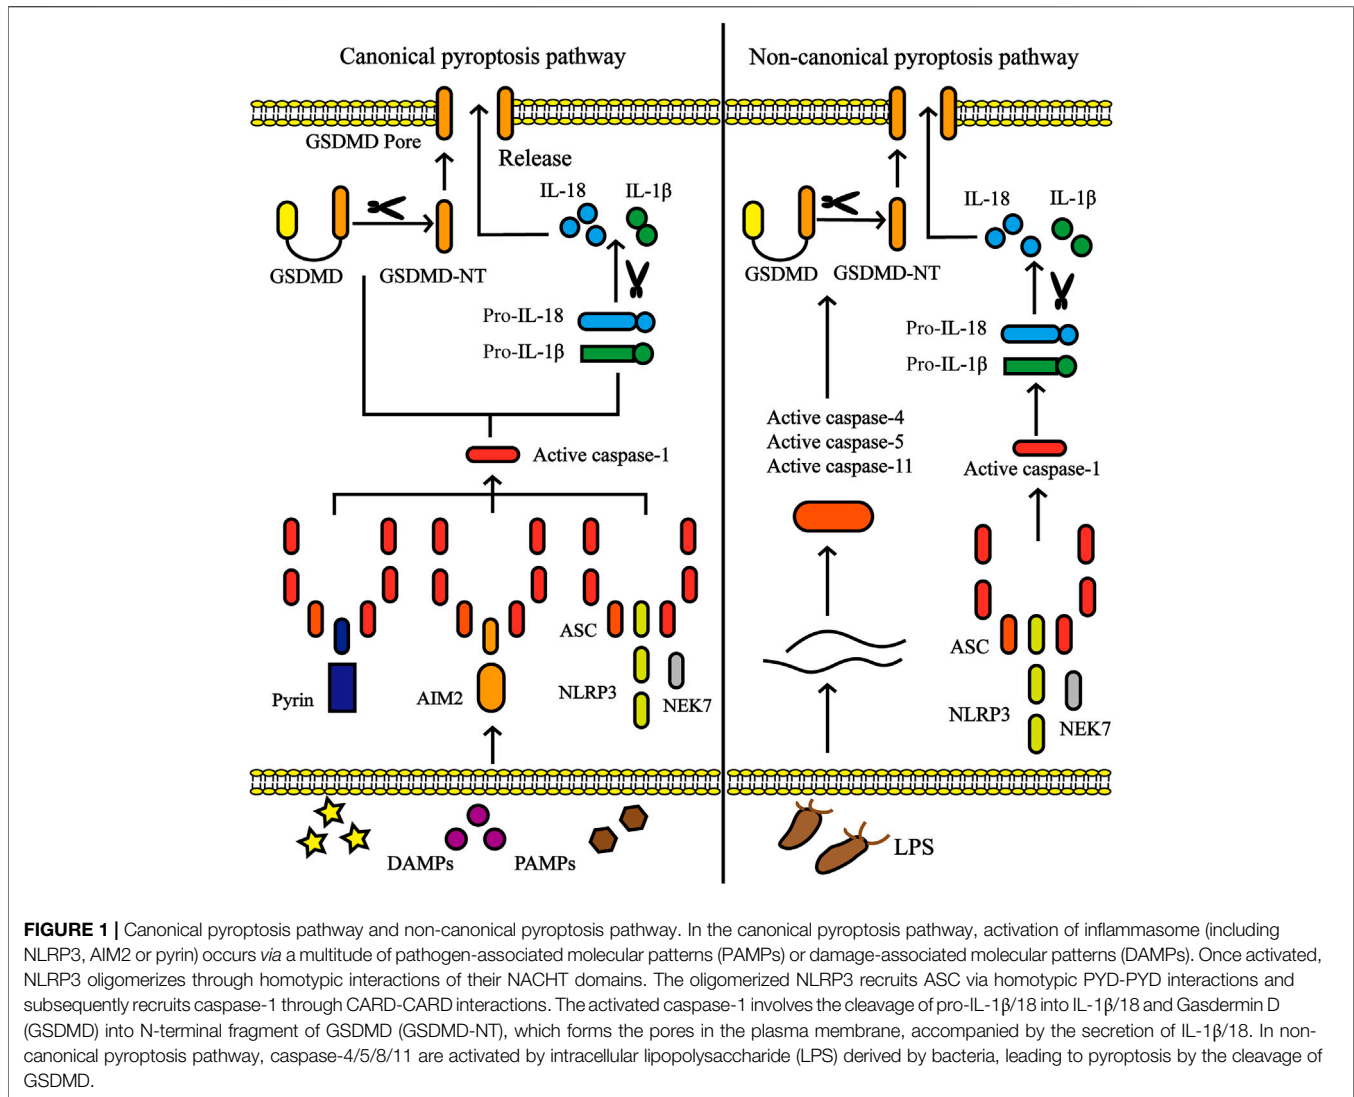 Canonical pyroptosis pathway
Non-canonical pyroptosis pathway
GSDMD Pore
Release
IL-18
IL-1β
GSDMD
GSDMD-NT
Pro-IL-18
Pro-IL-1β
Active caspase-1
ASC
Pyrin
AIM2
NLRP3
NEK7
DAMPs
PAMPs
IL-18
IL-1β
GSDMD
GSDMD-NT
Pro-IL-18
Pro-IL-1β
Active caspase-4
Active caspase-5
Active caspase-11
Active caspase-1
ASC
NLRP3
NEK7
LPS
FIGURE 1 | Canonical pyroptosis pathway and non-canonical pyroptosis pathway. In the canonical pyroptosis pathway, activation of inflammasome (including
NLRP3, AIM2 or pyrin) occurs via a multitude of pathogen-associated molecular patterns (PAMPs) or damage-associated molecular patterns (DAMPs). Once activated,
NLRP3 oligomerizes through homotypic interactions of their NACHT domains. The oligomerized NLRP3 recruits ASC via homotypic PYD-PYD interactions and
subsequently recruits caspase-1 through CARD-CARD interactions. The activated caspase-1 involves the cleavage of pro-IL-1β/18 into IL-1β/18 and Gasdermin D
(GSDMD) into N-terminal fragment of GSDMD (GSDMD-NT), which forms the pores in the plasma membrane, accompanied by the secretion of IL-1β/18. In non-
canonical pyroptosis pathway, caspase-4/5/8/11 are activated by intracellular lipopolysaccharide (LPS) derived by bacteria, leading to pyroptosis by the cleavage of
GSDMD.